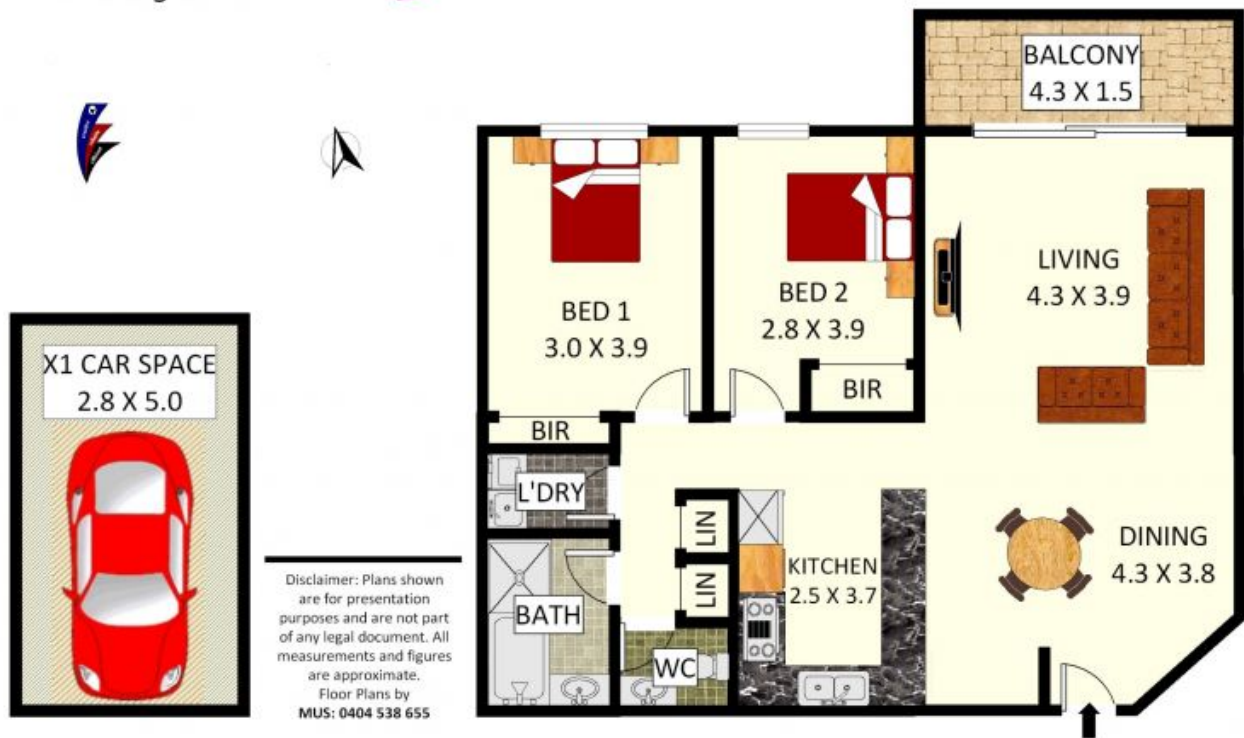 BALCONY
4.3 X 1.5
BED 1
3.0 X 3.9
BED 2
2.8 X 3.9
LIVING
4.3 X 3.9
X1 CAR SPACE
2.8 X 5.0
BIR
BIR
L'DRY
LIN
LIN
KITCHEN
2.5 X 3.7
DINING
4.3 X 3.8
BATH
WC
Disclaimer: Plans shown
are for presentation
purposes and are not part
of any legal document. All
measurements and figures
are approximate.
Floor Plans by
MUS: 0404 538 655